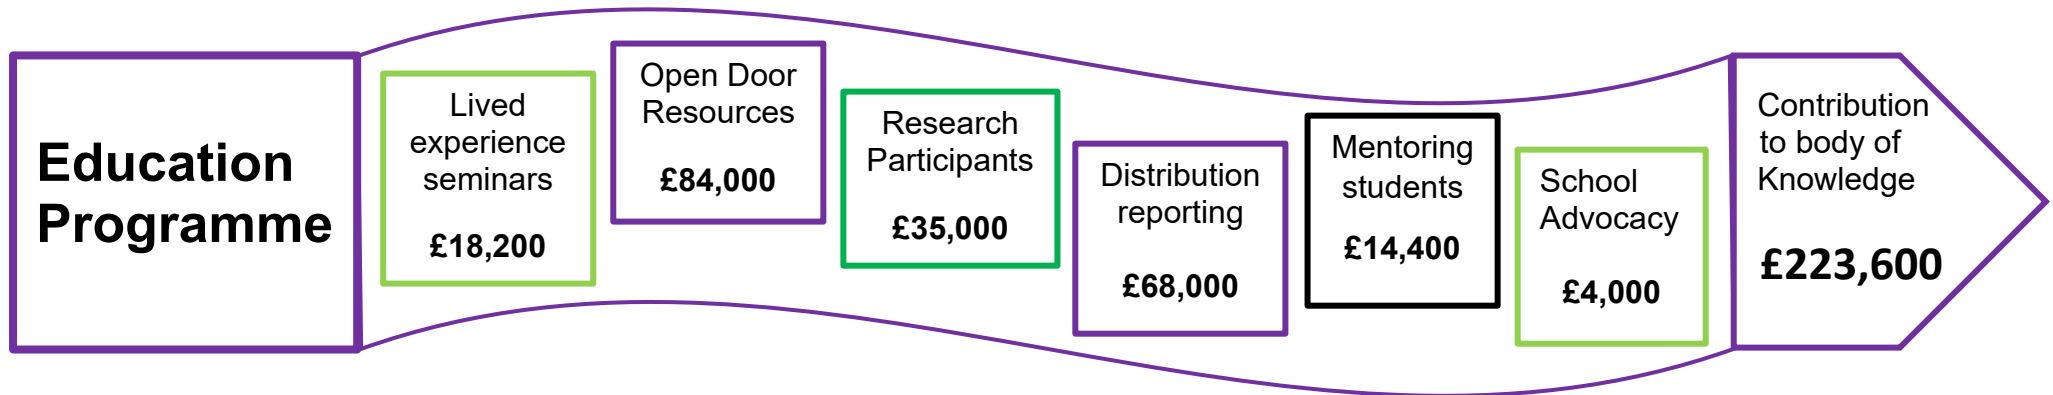 Education
Programme
Lived
experience
seminars
£18,200
Open Door
Resources
£84,000
Research
Participants
£35,000
Distribution
reporting
£68,000
Mentoring
students
£14,400
School
Advocacy
£4,000
Contribution
to body of
Knowledge
£223,600